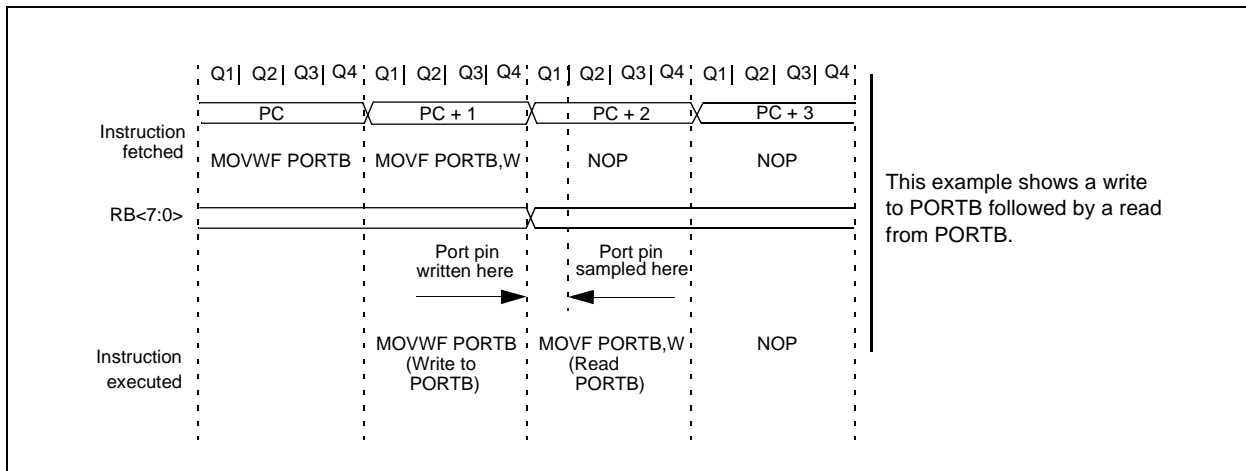 Q1| Q2| Q3| Q4 Q1| Q2| Q3| Q4 Q1| Q2| Q3| Q4 Q1| Q2| Q3| Q4
PC PC + 1 PC + 2 PC + 3
Instruction
fetched
MOVWF PORTB MOVF PORTB,W NOP NOP
RB<7:0>
This example shows a write
to PORTB followed by a read
from PORTB.
Port pin
written here
Port pin
sampled here
Instruction
executed
MOVWF PORTB
(Write to
PORTB)
MOVF PORTB,W
(Read
PORTB)
NOP